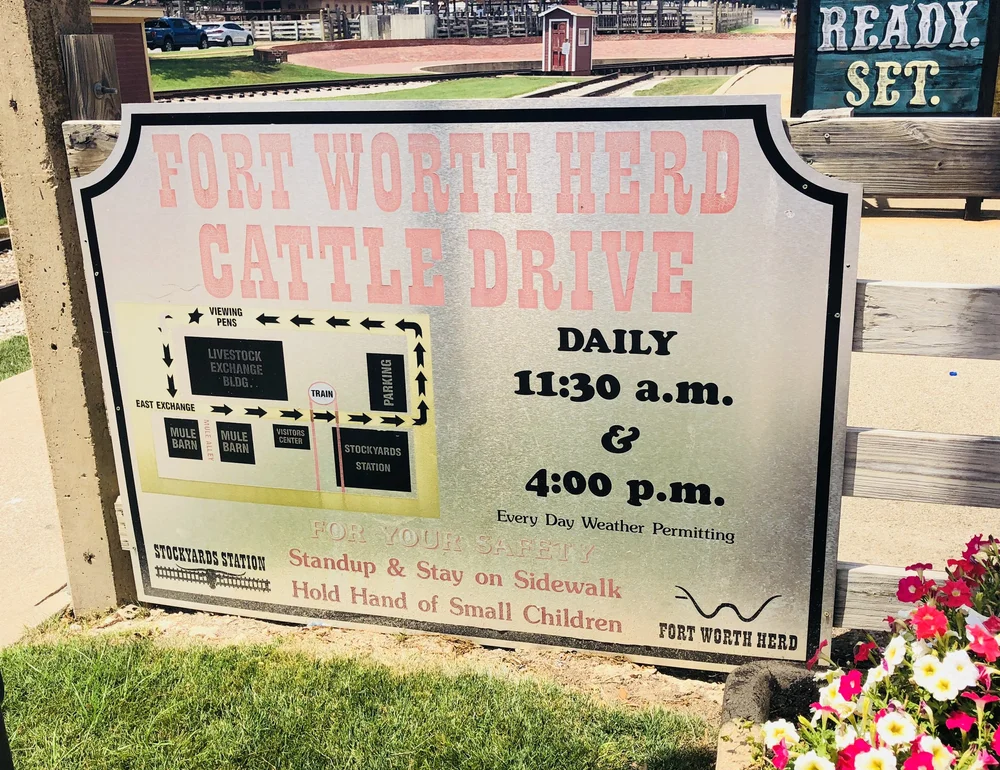 READY.
SET.
FORT WORTH HERD
CATTLE DRIVE
VIEWING
PENS
LIVESTOCK
EXCHANGE
BLDG..
PARKING
TRAIN
EAST EXCHANGE
MULE
BARN
MULE ALLEY
MULE
BARN
VISITORS
CENTER
STOCKYARDS
STATION
DAILY
11:30 a.m.
&
4:00 p.m.
Every Day Weather Permitting
FOR YOUR SAFETY
Standup & Stay on Sidewalk
Hold Hand of Small Children
STOCKYARDS STATION
FORT WORTH HERD